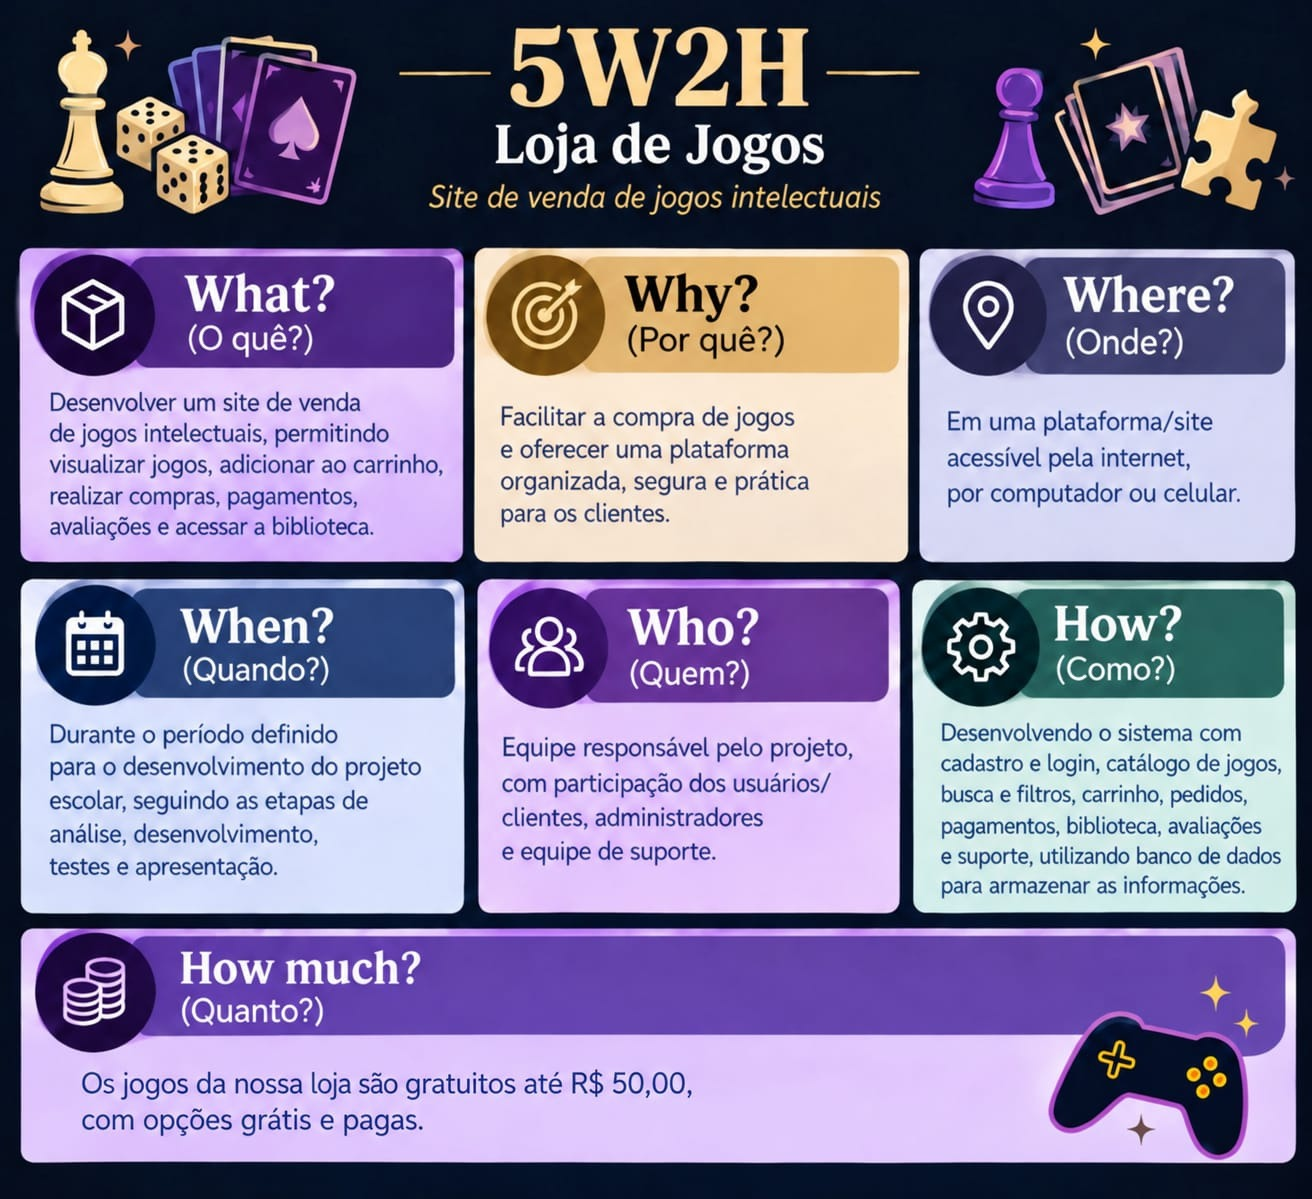 5W2H
Loja de Jogos
Site de venda de jogos intelectuais
What?
(O quê?)
Desenvolver um site de venda
de jogos intelectuais, permitindo
visualizar jogos, adicionar ao carrinho,
realizar compras, pagamentos,
avaliações e acessar a biblioteca.
Why?
(Por quê?)
Facilitar a compra de jogos
e oferecer uma plataforma
organizada, segura e prática
para os clientes.
Where?
(Onde?)
Em uma plataforma/site
acessível pela internet,
por computador ou celular.
When?
(Quando?)
Durante o período definido
para o desenvolvimento do projeto
escolar, seguindo as etapas de
análise, desenvolvimento,
testes e apresentação.
Who?
(Quem?)
Equipe responsável pelo projeto,
com participação dos usuários/
clientes, administradores
e equipe de suporte.
How?
(Como?)
Desenvolvendo o sistema com
cadastro e login, catálogo de jogos,
busca e filtros, carrinho, pedidos,
pagamentos, biblioteca, avaliações
e suporte, utilizando banco de dados
para armazenar as informações.
How much?
(Quanto?)
Os jogos da nossa loja são gratuitos até R$ 50,00,
com opções grátis e pagas.